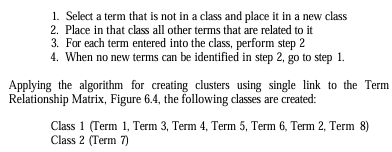 1. Select a term that is not in a class and place it in a new class
2. Place in that class all other terms that are related to it
3. For each term entered into the class, perform step 2
4. When no new terms can be identified in step 2, go to step 1.
Applying the algorithm for creating clusters using single link to the Term
Relationship Matrix, Figure 6.4, the following classes are created:
Class 1 (Term 1, Term 3, Term 4, Term 5, Term 6, Term 2, Term 8)
Class 2 (Term 7)